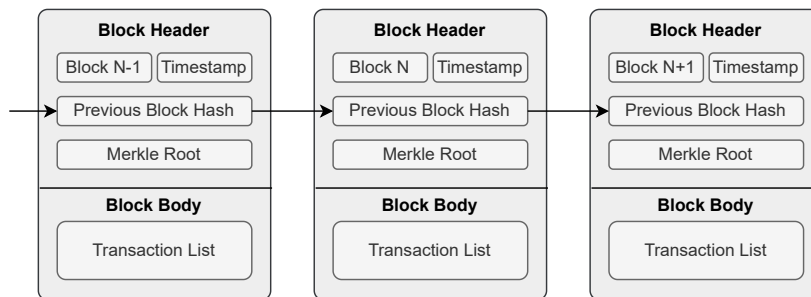 Block Header
Block N-1 Timestamp
Previous Block Hash
Merkle Root
Block Body
Transaction List
Block Header
Block N Timestamp
Previous Block Hash
Merkle Root
Block Body
Transaction List
Block Header
Block N+1 Timestamp
Previous Block Hash
Merkle Root
Block Body
Transaction List